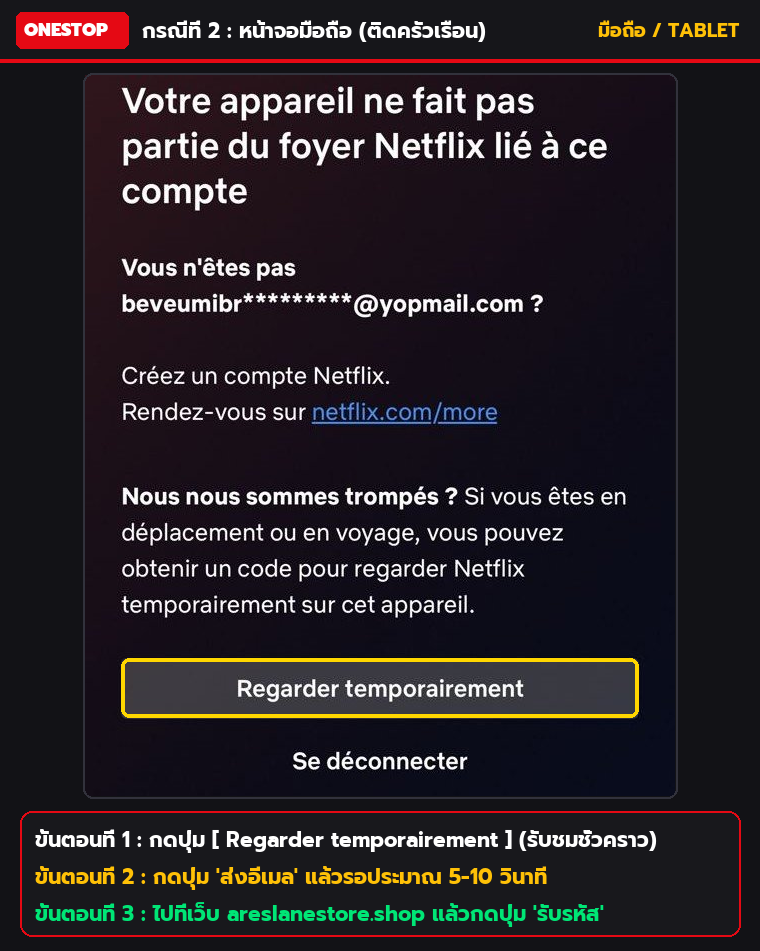 ONESTOP กรณีที่ 2 : หน้าจอมือถือ (ติดครัวเรือน) มือถือ / TABLET
Votre appareil ne fait pas
partie du foyer Netflix lié à ce
compte
Vous n'êtes pas
beveumibr*********@yopmail.com ?
Créez un compte Netflix.
Rendez-vous sur netflix.com/more
Nous nous sommes trompés ? Si vous êtes en
déplacement ou en voyage, vous pouvez
obtenir un code pour regarder Netflix
temporairement sur cet appareil.
Regarder temporairement
Se déconnecter
ขั้นตอนที่ 1 : กดปุ่ม [ Regarder temporairement ] (รับชมชั่วคราว)
ขั้นตอนที่ 2 : กดปุ่ม 'ส่งอีเมล' แล้วรอประมาณ 5-10 วินาที
ขั้นตอนที่ 3 : ไปที่เว็บ areslanestore.shop แล้วกดปุ่ม 'รับรหัส'